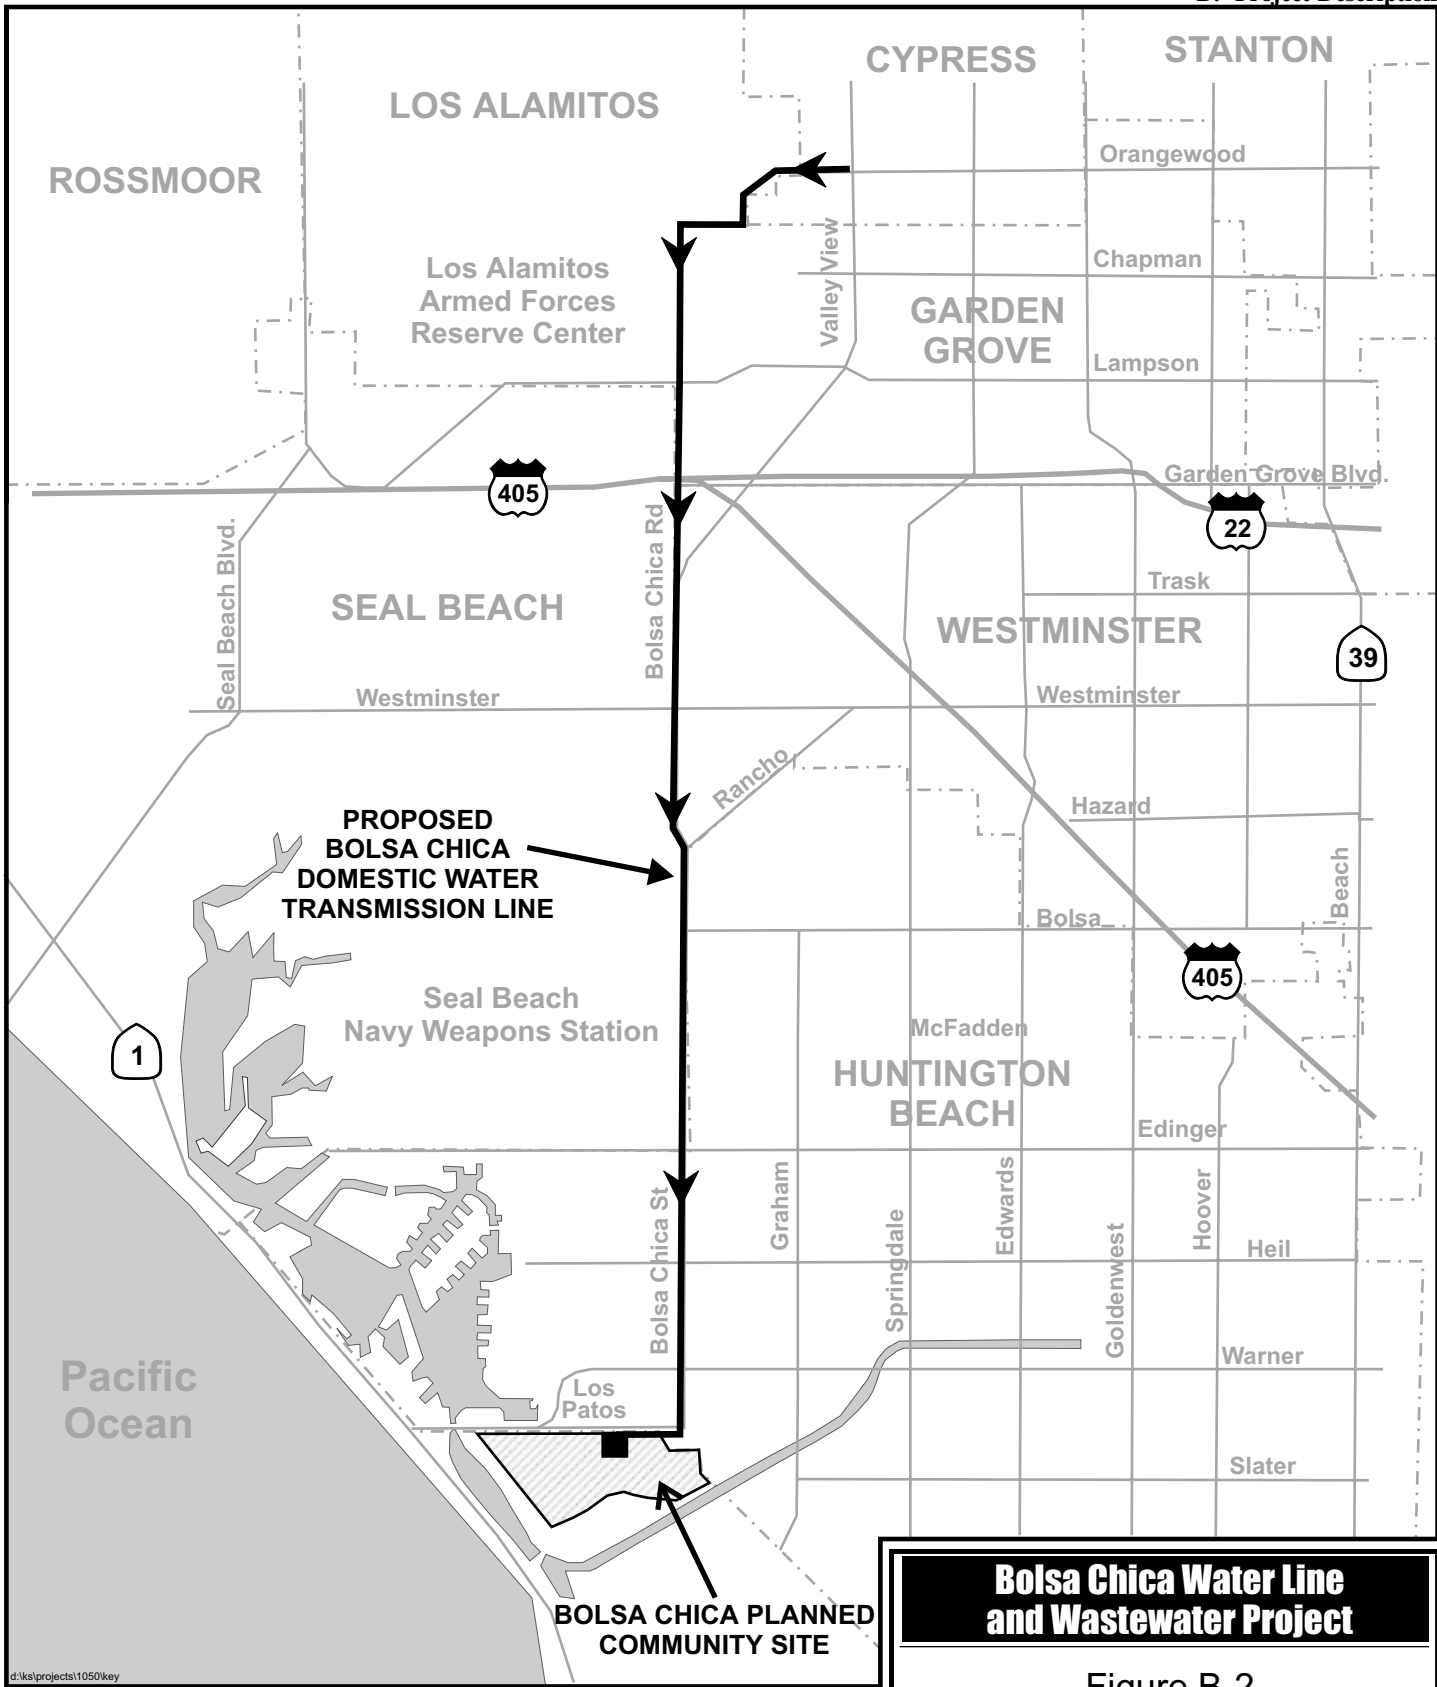 B. Project Description
CYPRESS
STANTON
LOS ALAMITOS
ROSSMOOR
Orangewood
Valley View
Chapman
Los Alamitos
Armed Forces
Reserve Center
GARDEN
GROVE
Lampson
Garden Grove Blvd.
405
22
Seal Beach Blvd.
Bolsa Chica Rd
Trask
SEAL BEACH
WESTMINSTER
39
Westminster
Westminster
Rancho
Hazard
PROPOSED
BOLSA CHICA
DOMESTIC WATER
TRANSMISSION LINE
Beach
Bolsa
405
Seal Beach
Navy Weapons Station
McFadden
1
HUNTINGTON
BEACH
Edinger
Bolsa Chica St
Graham
Springdale
Edwards
Goldenwest
Hoover
Heil
Warner
Pacific
Ocean
Los
Patos
Slater
BOLSA CHICA PLANNED
COMMUNITY SITE
Bolsa Chica Water Line
and Wastewater Project
Figure B-2
d:\ks\projects\1050\key